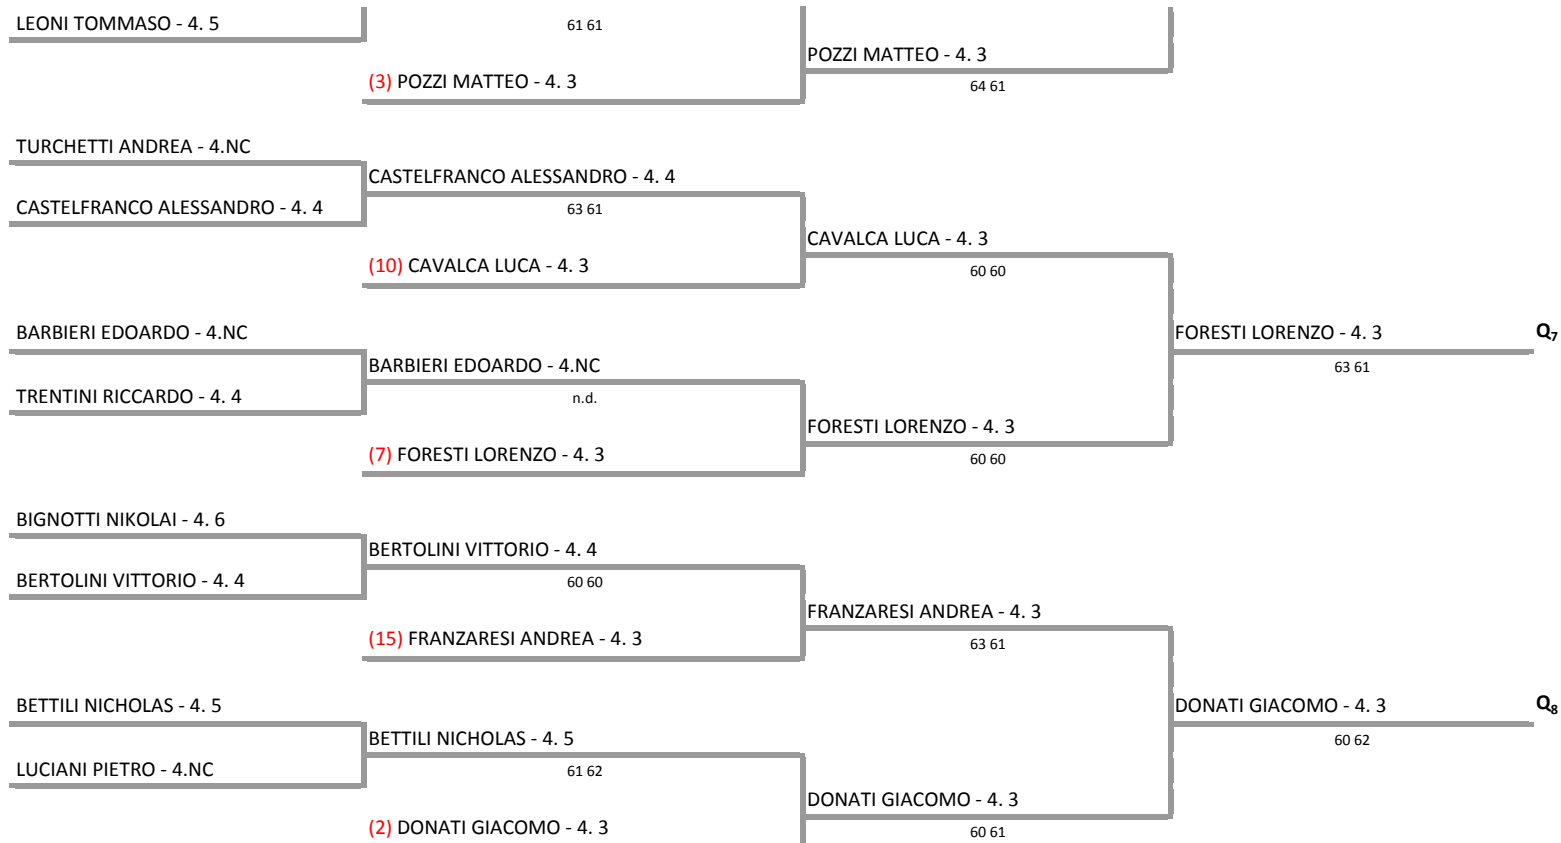 LEONI TOMMASO - 4. 5
61 61
POZZI MATTEO - 4. 3
(3) POZZI MATTEO - 4. 3
64 61
TURCHETTI ANDREA - 4.NC
CASTELFRANCO ALESSANDRO - 4. 4
CASTELFRANCO ALESSANDRO - 4. 4
63 61
CAVALCA LUCA - 4. 3
(10) CAVALCA LUCA - 4. 3
60 60
BARBIERI EDOARDO - 4.NC
FORESTI LORENZO - 4. 3
Q7
BARBIERI EDOARDO - 4.NC
63 61
TRENTINI RICCARDO - 4. 4
n.d.
FORESTI LORENZO - 4. 3
(7) FORESTI LORENZO - 4. 3
60 60
BIGNOTTI NIKOLAI - 4. 6
BERTOLINI VITTORIO - 4. 4
BERTOLINI VITTORIO - 4. 4
60 60
FRANZARESI ANDREA - 4. 3
(15) FRANZARESI ANDREA - 4. 3
63 61
BETTILI NICHOLAS - 4. 5
DONATI GIACOMO - 4. 3
Q8
BETTILI NICHOLAS - 4. 5
60 62
LUCIANI PIETRO - 4.NC
61 62
DONATI GIACOMO - 4. 3
(2) DONATI GIACOMO - 4. 3
60 61